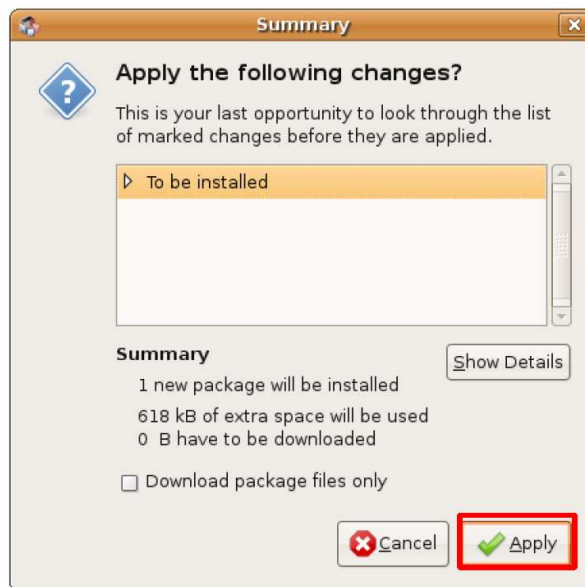 Summary
Apply the following changes?
This is your last opportunity to look through the list
of marked changes before they are applied.
To be installed
Summary
Show Details
1 new package will be installed
618 kB of extra space will be used
0 B have to be downloaded
Download package files only
Cancel
Apply